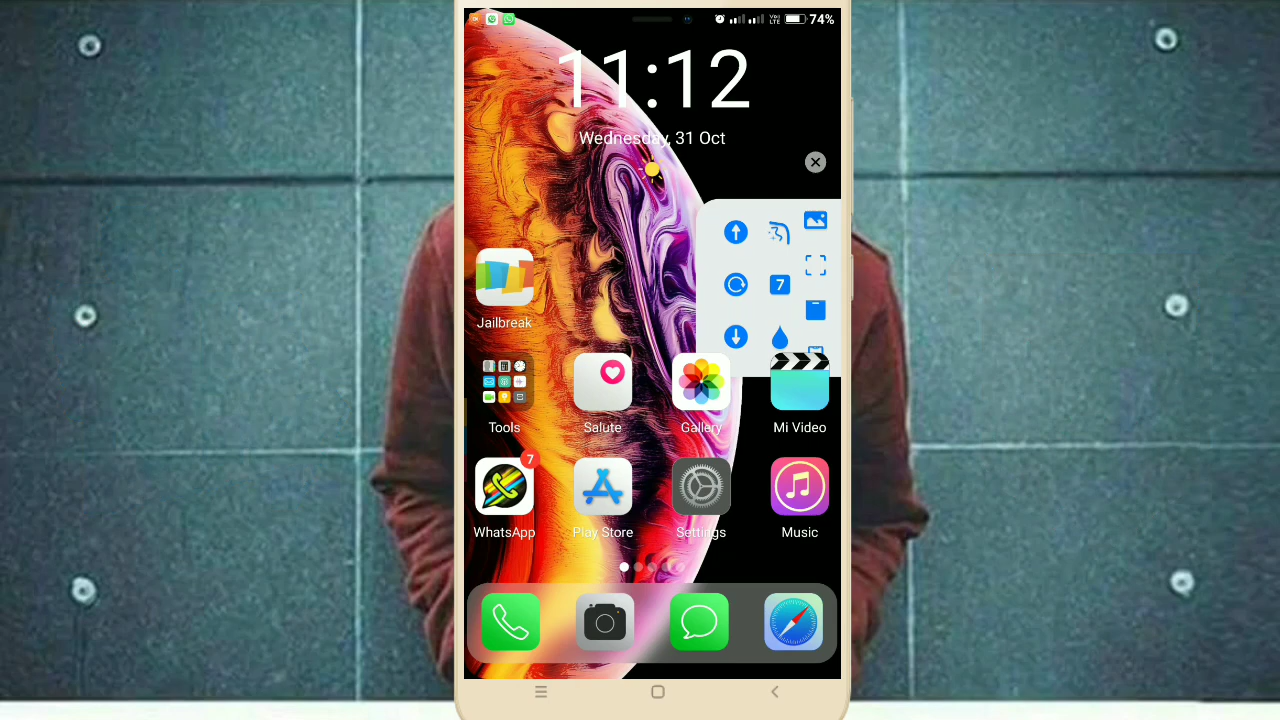 VoLTE 74%
11:12
Wednesday, 31 Oct
7
Jailbreak
Tools
Salute
Gallery
Mi Video
7
WhatsApp
Play Store
Settings
Music